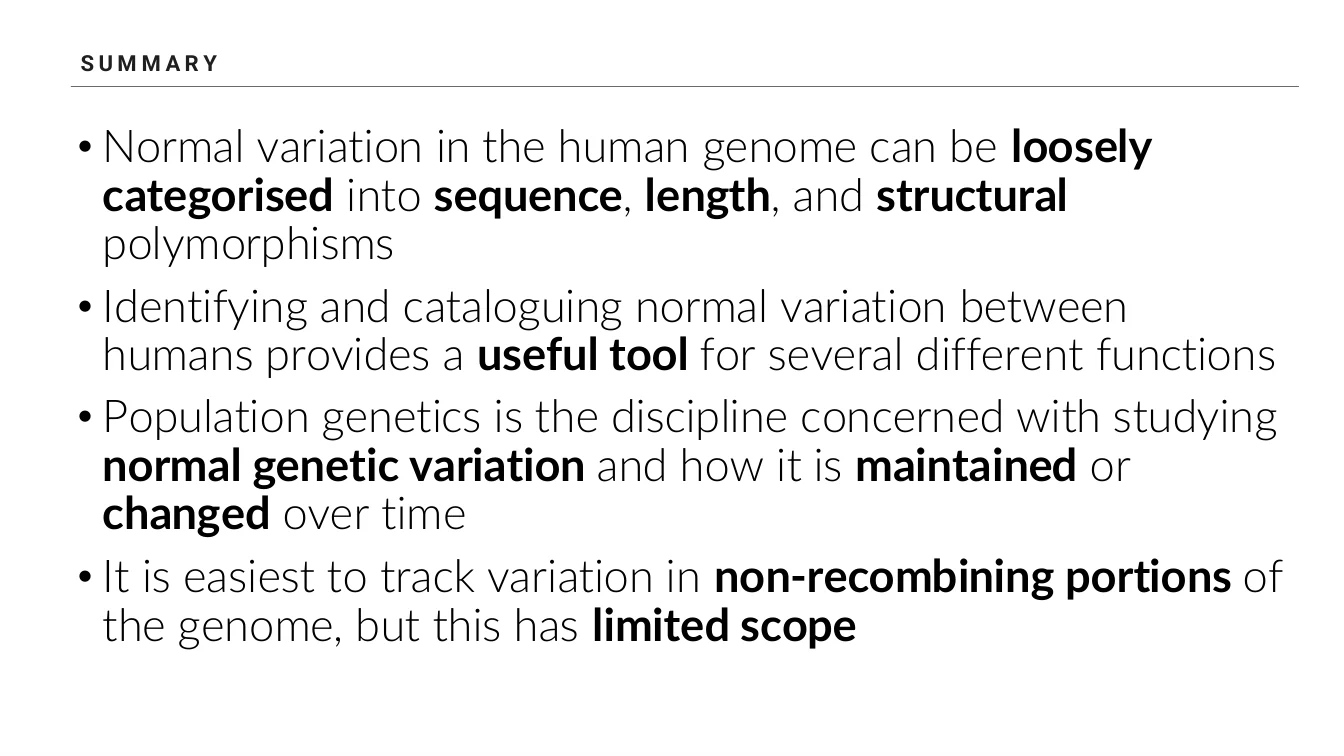 SUMMARY
• Normal variation in the human genome can be loosely
categorised into sequence, length, and structural
polymorphisms
• Identifying and cataloguing normal variation between
humans provides a useful tool for several different functions
• Population genetics is the discipline concerned with studying
normal genetic variation and how it is maintained or
changed over time
• It is easiest to track variation in non-recombining portions of
the genome, but this has limited scope